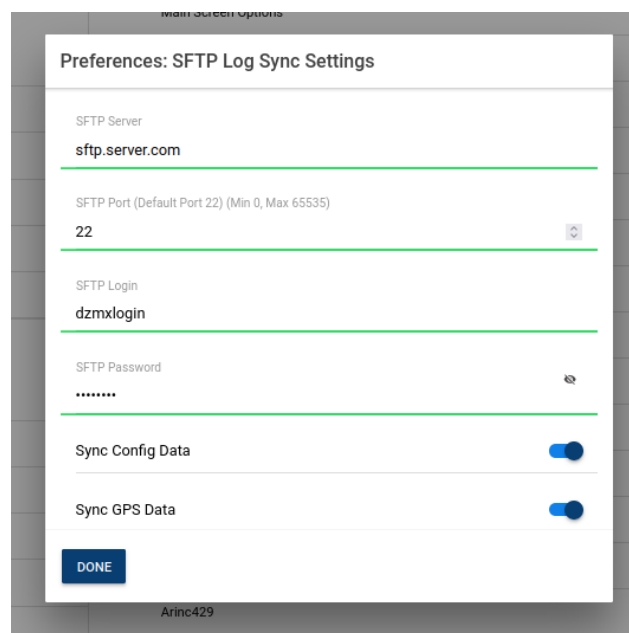 Main Screen Options
Preferences: SFTP Log Sync Settings
SFTP Server
sftp.server.com
SFTP Port (Default Port 22) (Min 0, Max 65535)
22
SFTP Login
dzmxlogin
SFTP Password
••••••••
Sync Config Data
Sync GPS Data
DONE
Arinc429